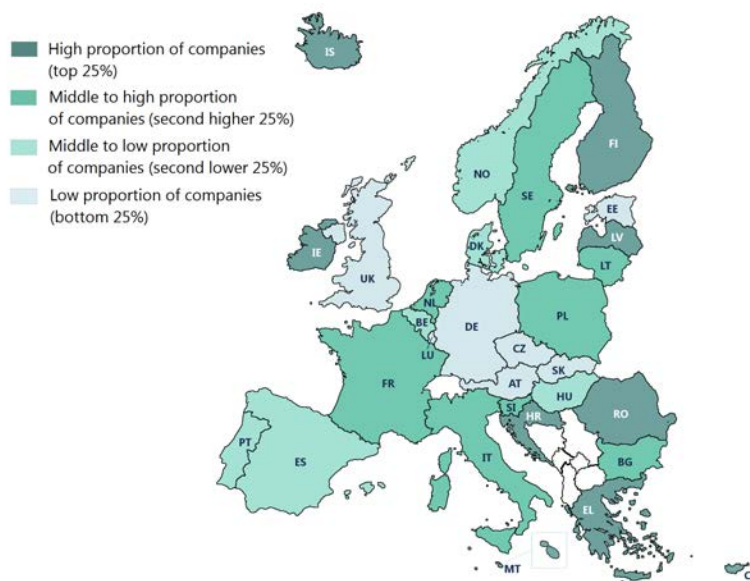 High proportion of companies
(top 25%)
Middle to high proportion
of companies (second higher 25%)
Middle to low proportion
of companies (second lower 25%)
Low proportion of companies
(bottom 25%)
IS
FI
NO
SE
EE
LV
DK
LT
IE
UK
NL
BE
DE
PL
LU
CZ
SK
FR
AT
HU
SI
HR
RO
PT
ES
IT
BG
EL
MT
C